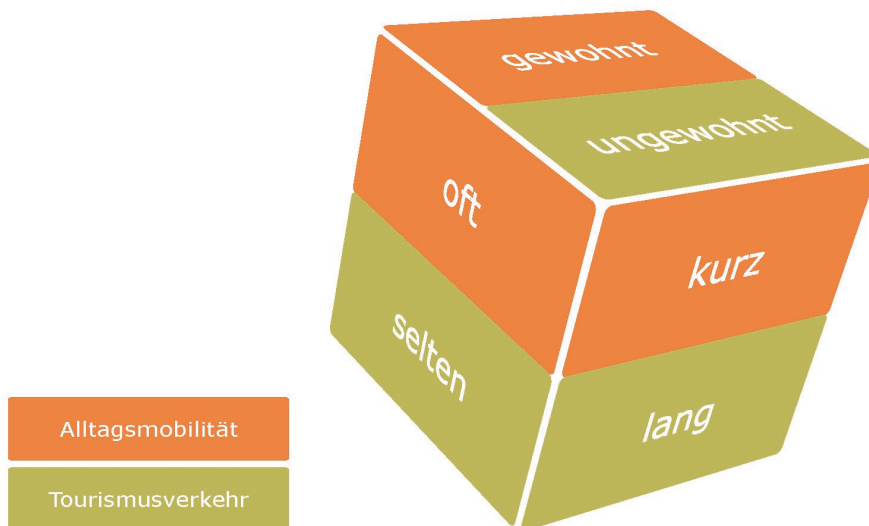 gewohnt
ungewohnt
oft
kurz
selten
lang
Alltagsmobilität
Tourismusverkehr